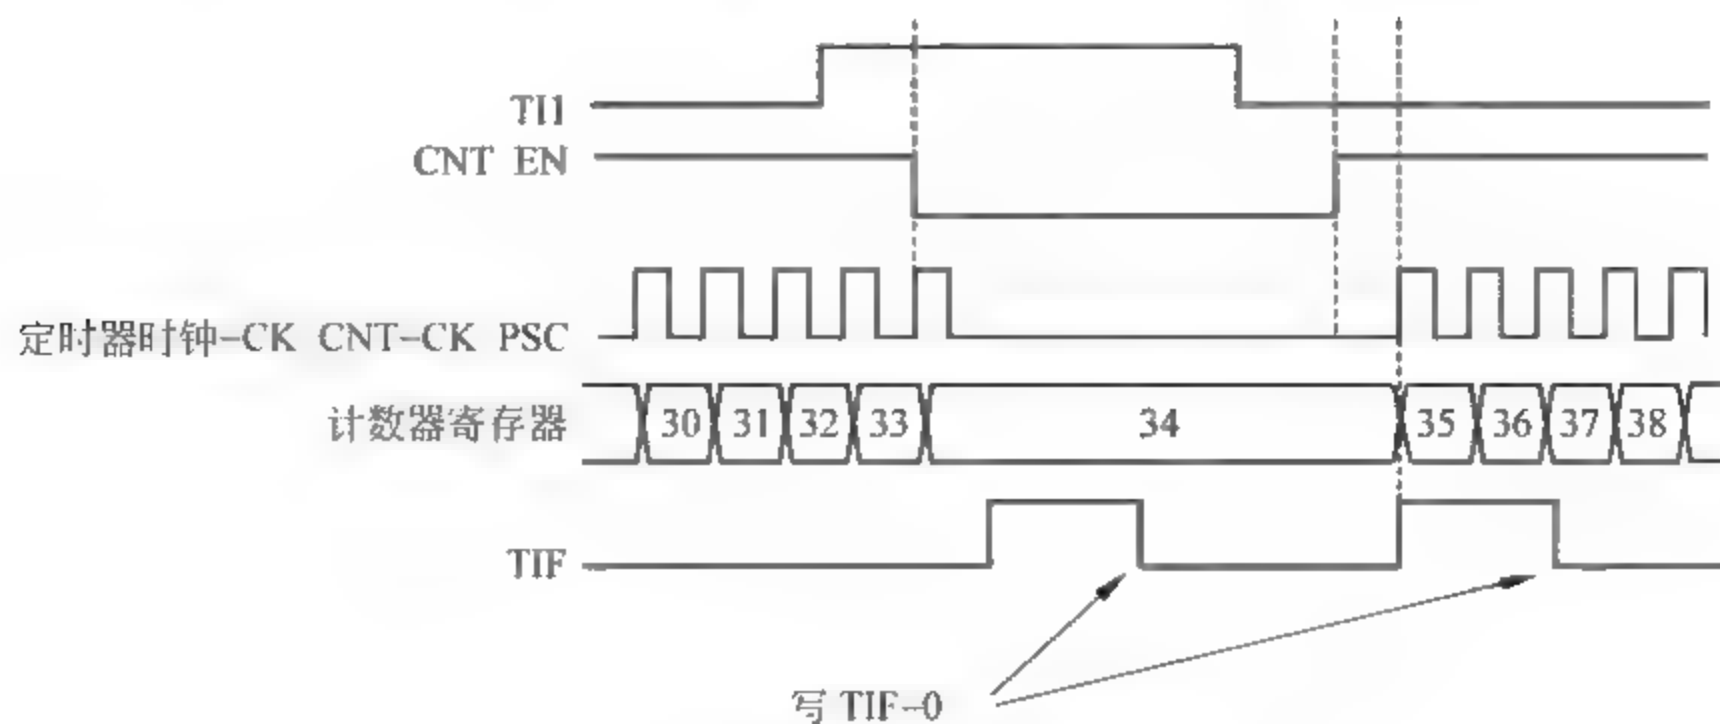 TI1
CNT EN
定时器时�-CK CNT-CK PSC
计数器寄存器 30 31 32 33 34 35 36 37 38
TIF
写 TIF-0